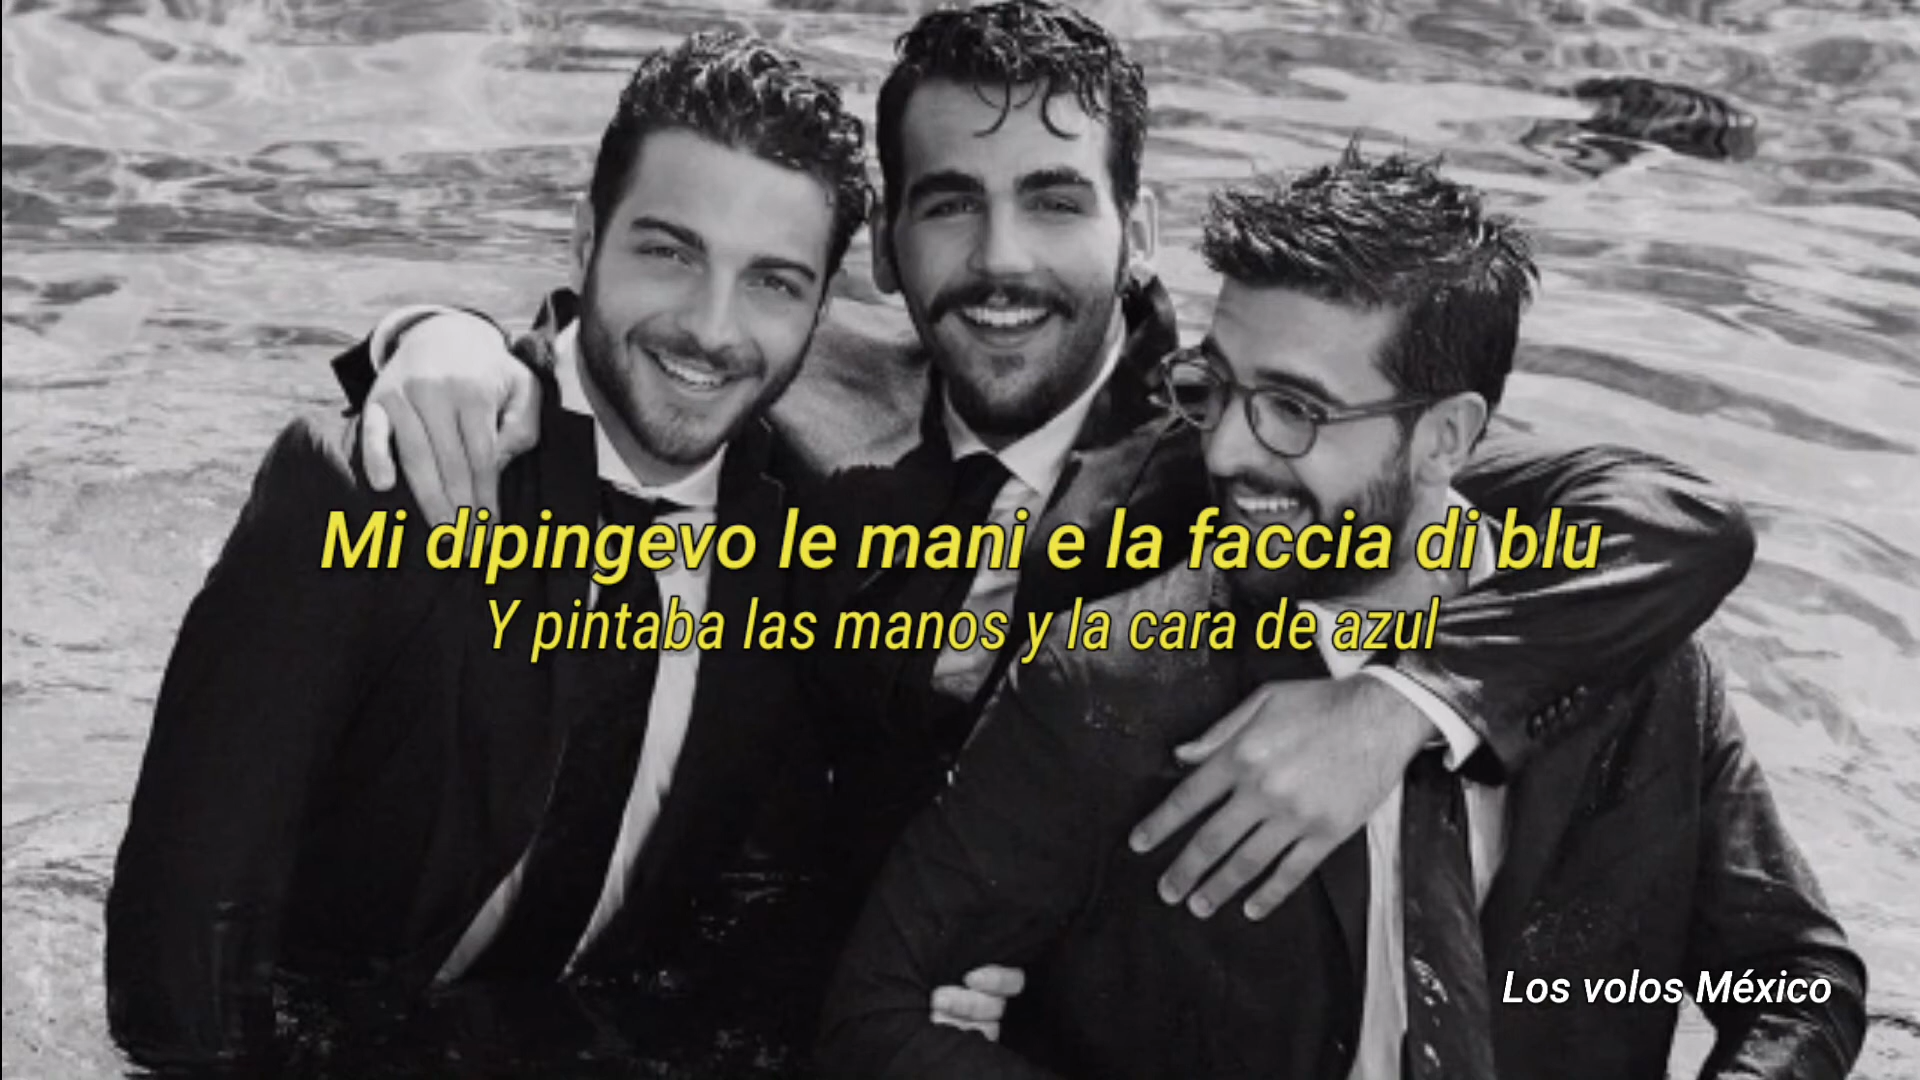 Mi dipingevo le mani e la faccia di blu
Y pintaba las manos y la cara de azul
Los volos México